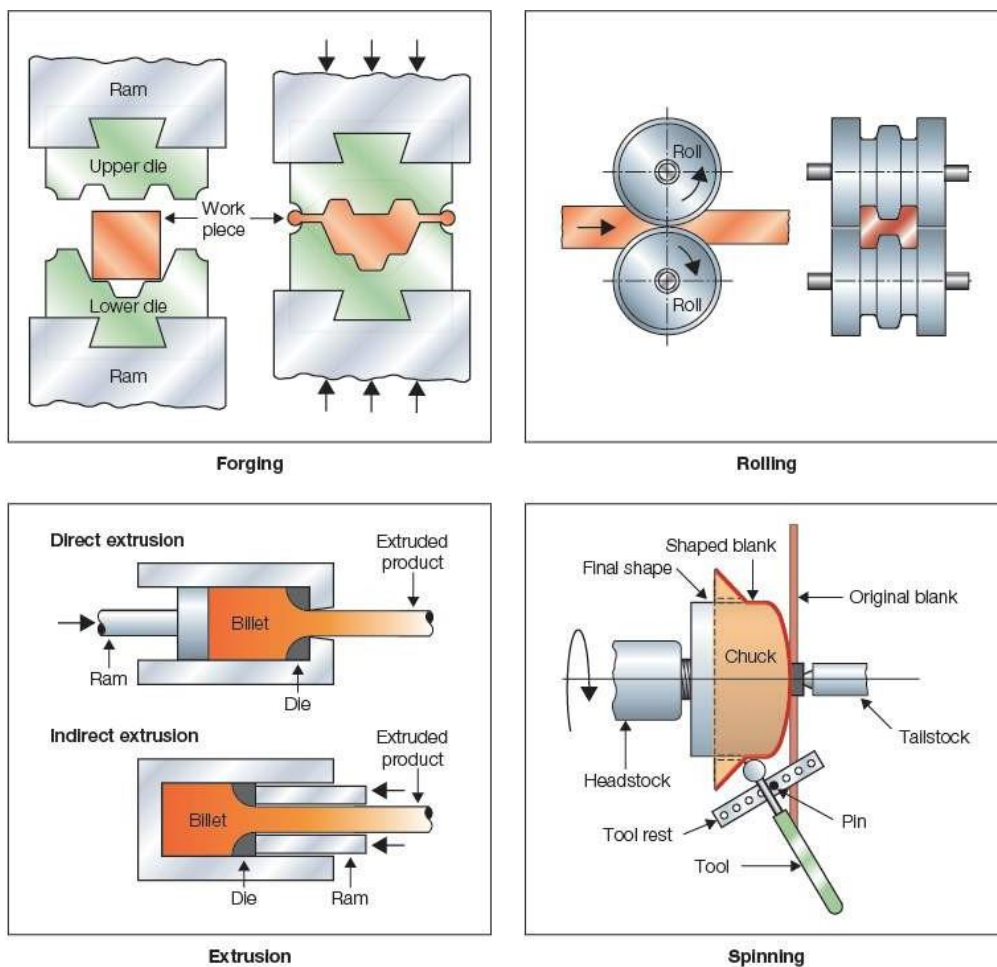 Ram
Upper die
Work
piece
Lower die
Ram
Forging
Roll
Roll
Rolling
Direct extrusion
Extruded
product
Billet
Ram
Die
Indirect extrusion
Extruded
product
Billet
Die
Ram
Extrusion
Shaped blank
Final shape
Original blank
Chuck
Tailstock
Headstock
Pin
Tool rest
Tool
Spinning